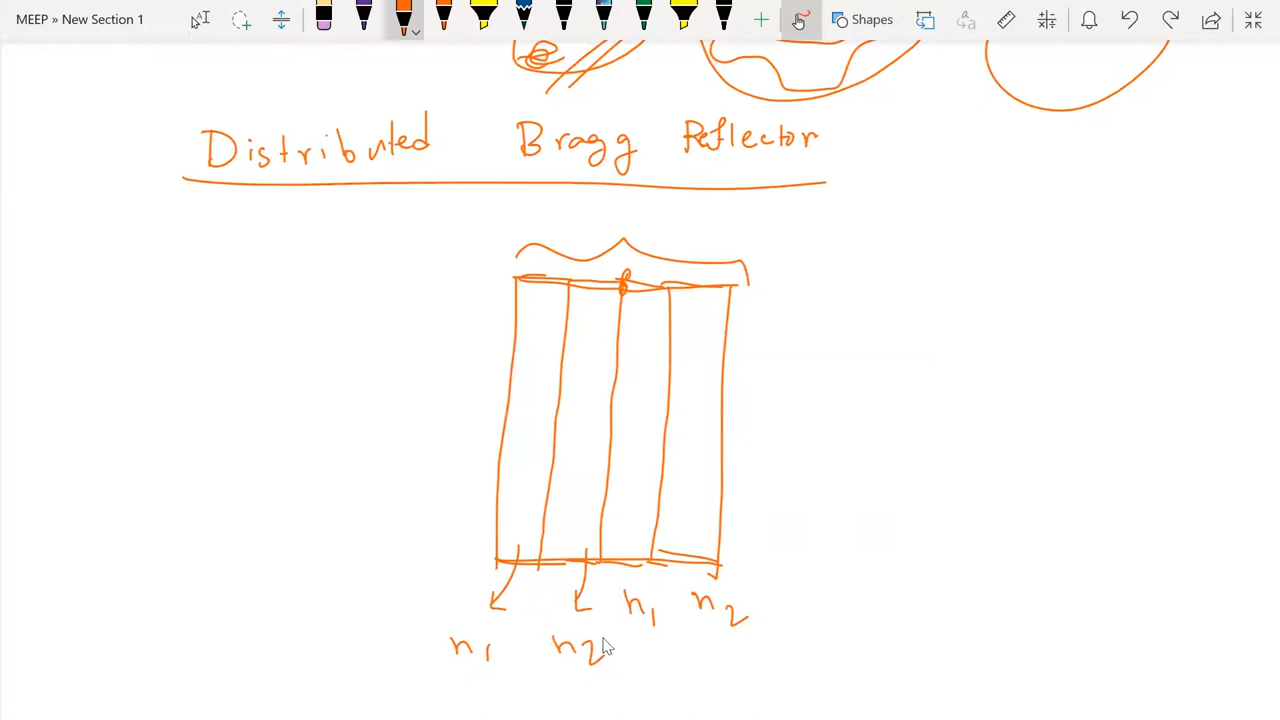 MEEP » New Section 1
Shapes
Distributed Bragg Reflector
n1 n2
n1 n2